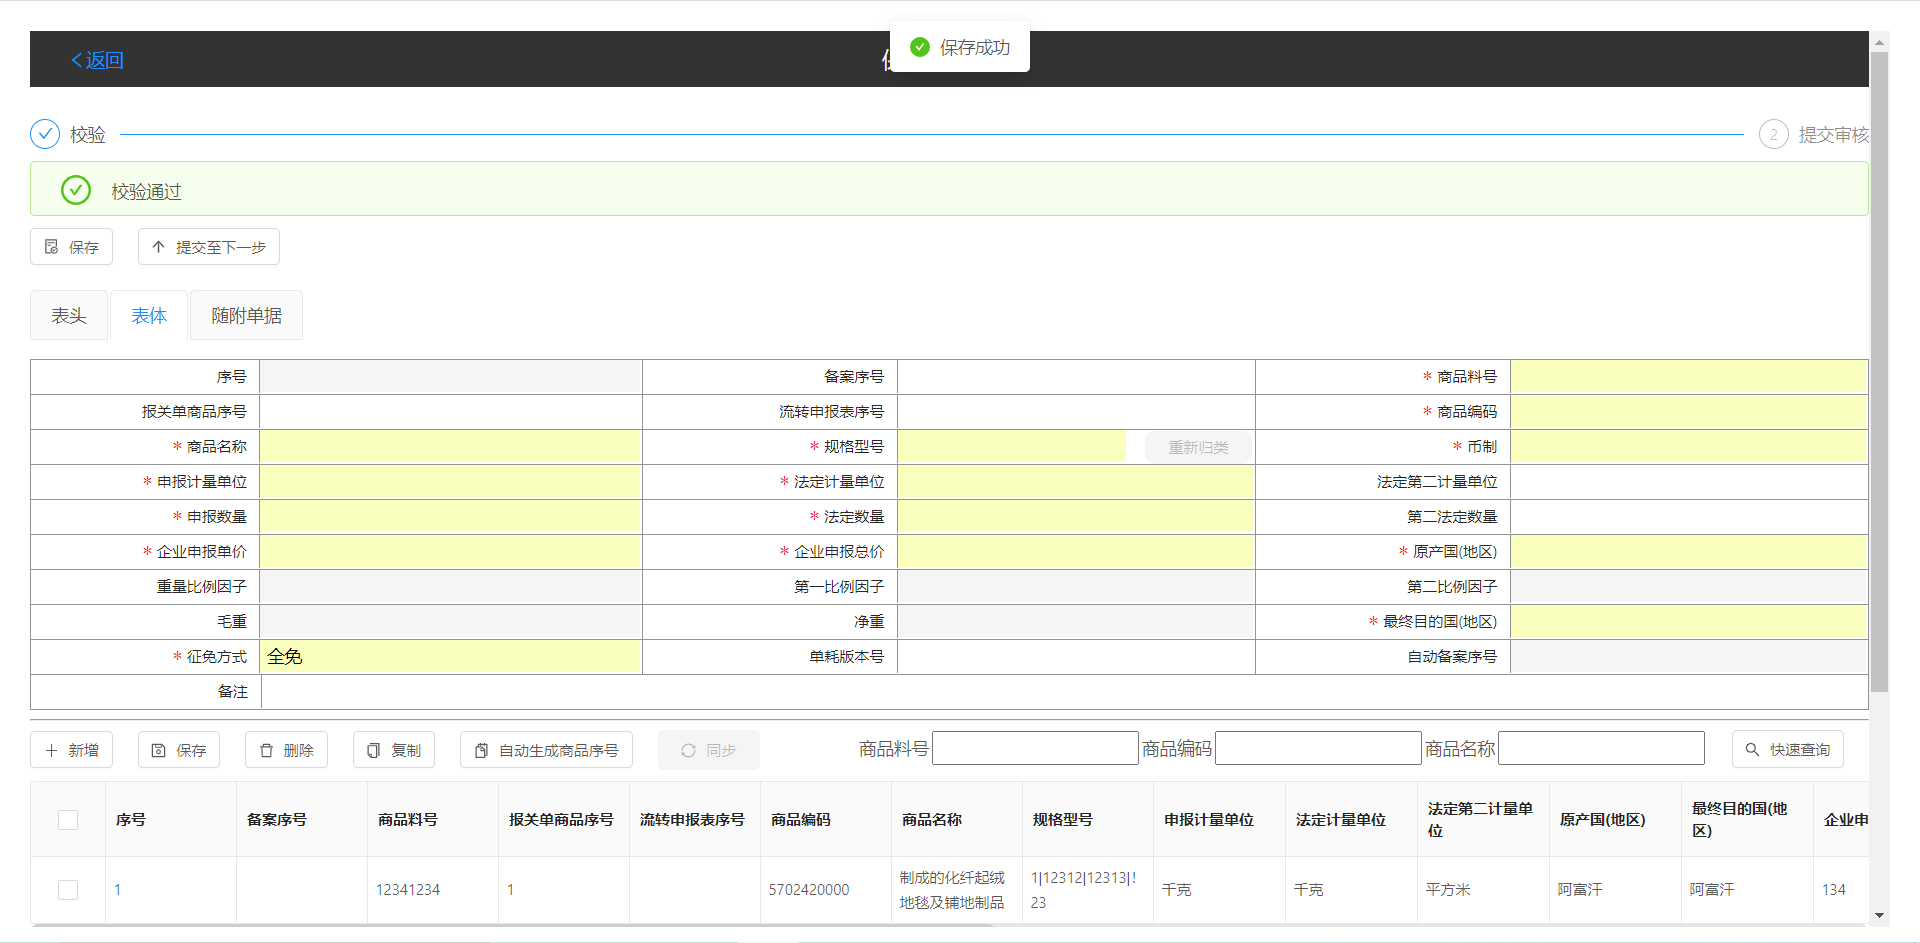 保存成功
<返回
校验
2 提交审核
校验通过
保存 提交至下一步
表头 表体 随附单据
序号 备案序号 * 商品料号
报关单商品序号 流转申报表序号 * 商品编码
* 商品名称 * 规格型号 重新归类 * 币制
* 申报计量单位 * 法定计量单位 法定第二计量单位
* 申报数量 * 法定数量 第二法定数量
* 企业申报单价 * 企业申报总价 * 原产国(地区)
重量比例因子 第一比例因子 第二比例因子
毛重 净重 * 最终目的国(地区)
* 征免方式 全免 单耗版本号 自动备案序号
备注
新增 保存 删除 复制 自动生成商品序号 同步 商品料号 商品编码 商品名称 快速查询
序号 备案序号 商品料号 报关单商品序号 流转申报表序号 商品编码 商品名称 规格型号 申报计量单位 法定计量单位 法定第二计量单位 原产国(地区) 最终目的国(地区) 企业申
1 12341234 1 5702420000 制成的化纤起绒地毯及铺地制品 1|12312|12313|!23 千克 千克 平方米 阿富汗 阿富汗 134